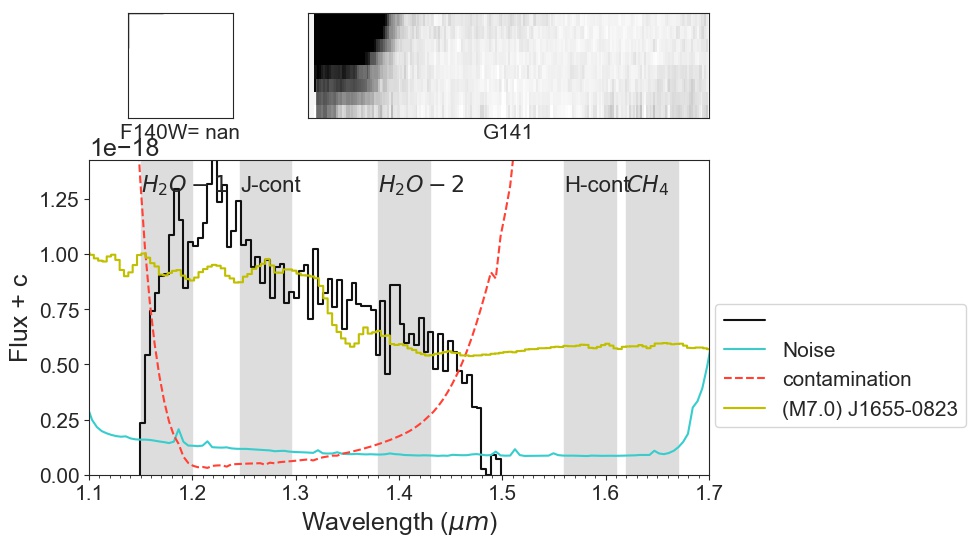 F140W= nan
G141
1e−18
H₂O − 1
J-cont
H₂O − 2
H-cont
CH₄
1.25
1.00
0.75
0.50
0.25
0.00
Flux + c
1.1
1.2
1.3
1.4
1.5
1.6
1.7
Wavelength (μm)
Noise
contamination
(M7.0) J1655-0823